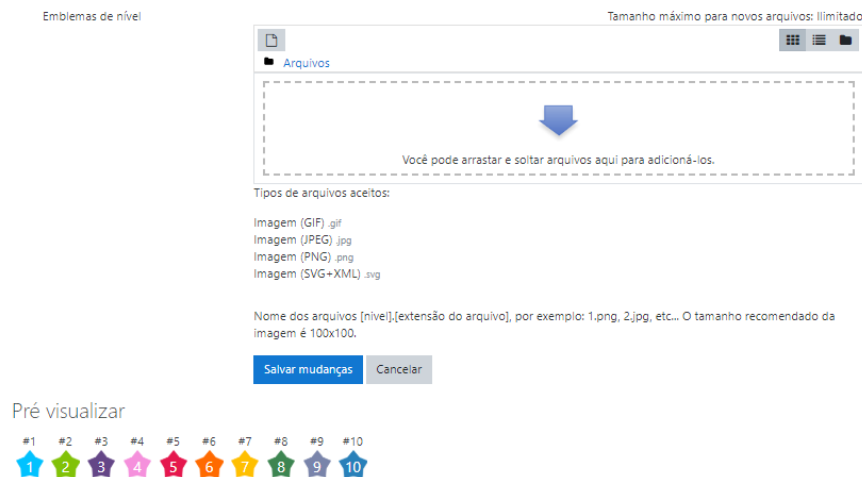 Emblemas de nível
Tamanho máximo para novos arquivos: Ilimitado
Arquivos
Você pode arrastar e soltar arquivos aqui para adicioná-los.
Tipos de arquivos aceitos:
Imagem (GIF) .gif
Imagem (JPEG) .jpg
Imagem (PNG) .png
Imagem (SVG+XML) .svg
Nome dos arquivos [nivel].[extensão do arquivo], por exemplo: 1.png, 2.jpg, etc... O tamanho recomendado da
imagem é 100x100.
Salvar mudanças Cancelar
Pré visualizar
#1 #2 #3 #4 #5 #6 #7 #8 #9 #10
1 2 3 4 5 6 7 8 9 10